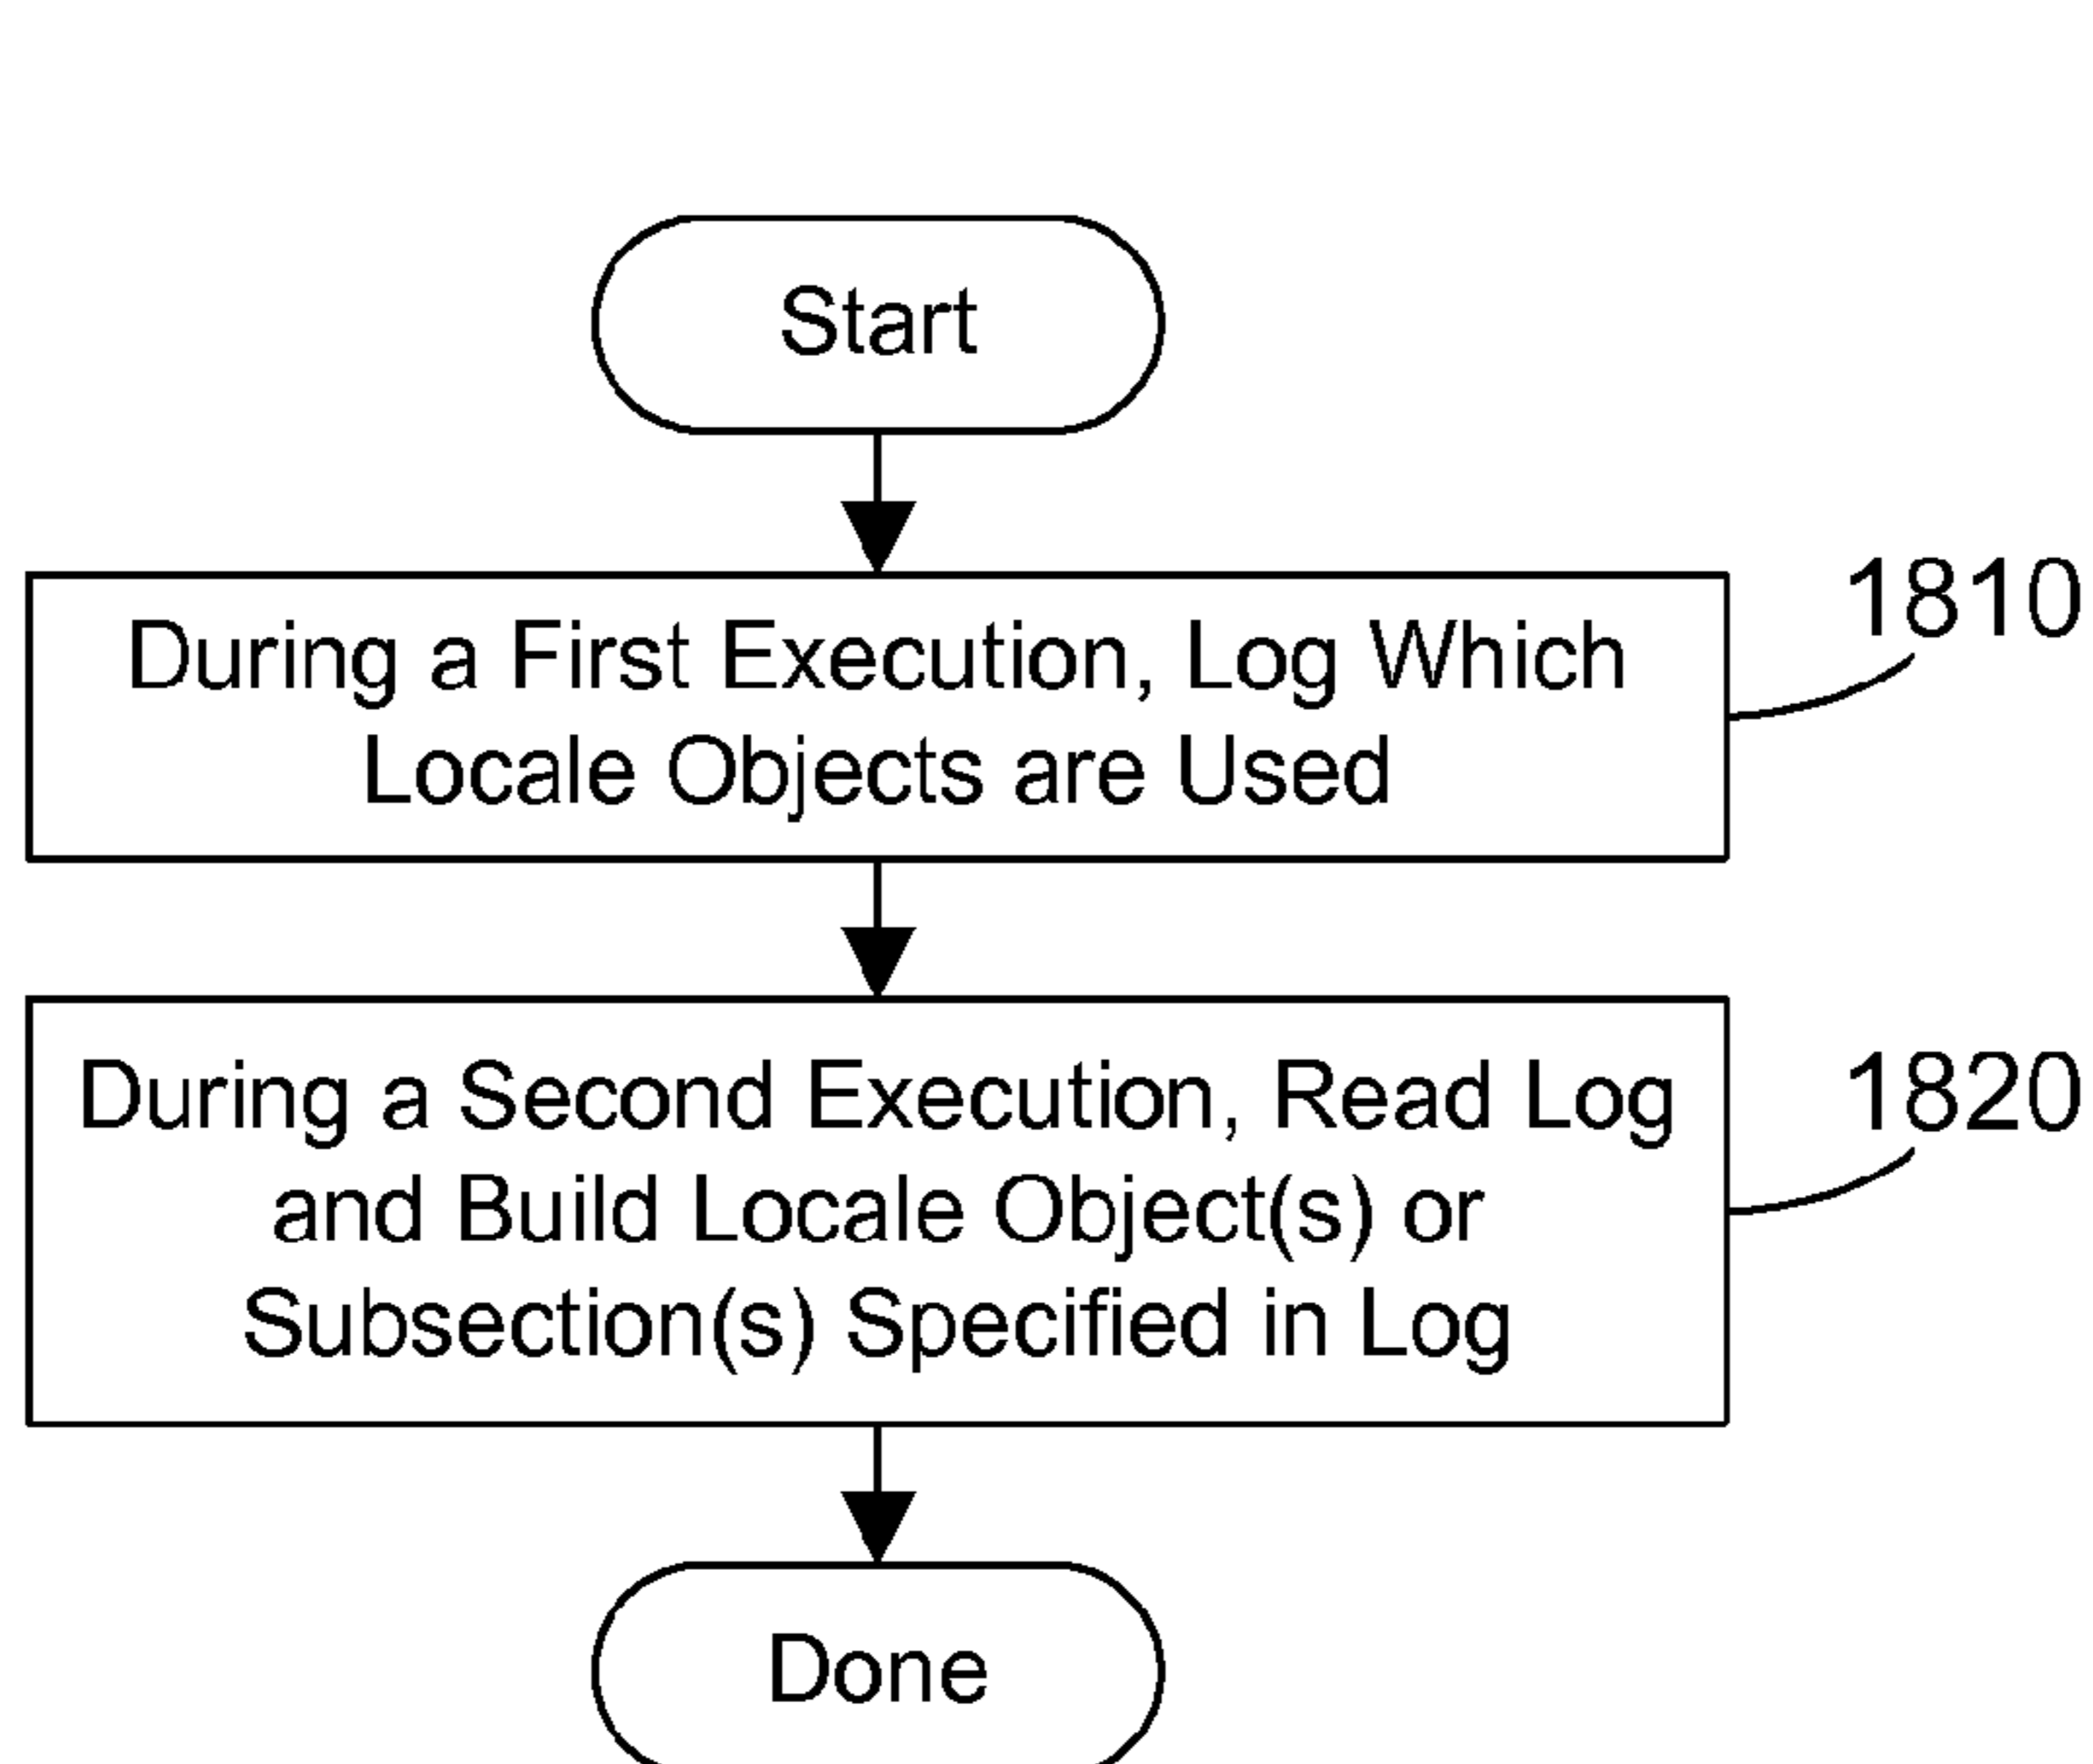 Start
1810
During a First Execution, Log Which
Locale Objects are Used
1820
During a Second Execution, Read Log
and Build Locale Object(s) or
Subsection(s) Specified in Log
Done